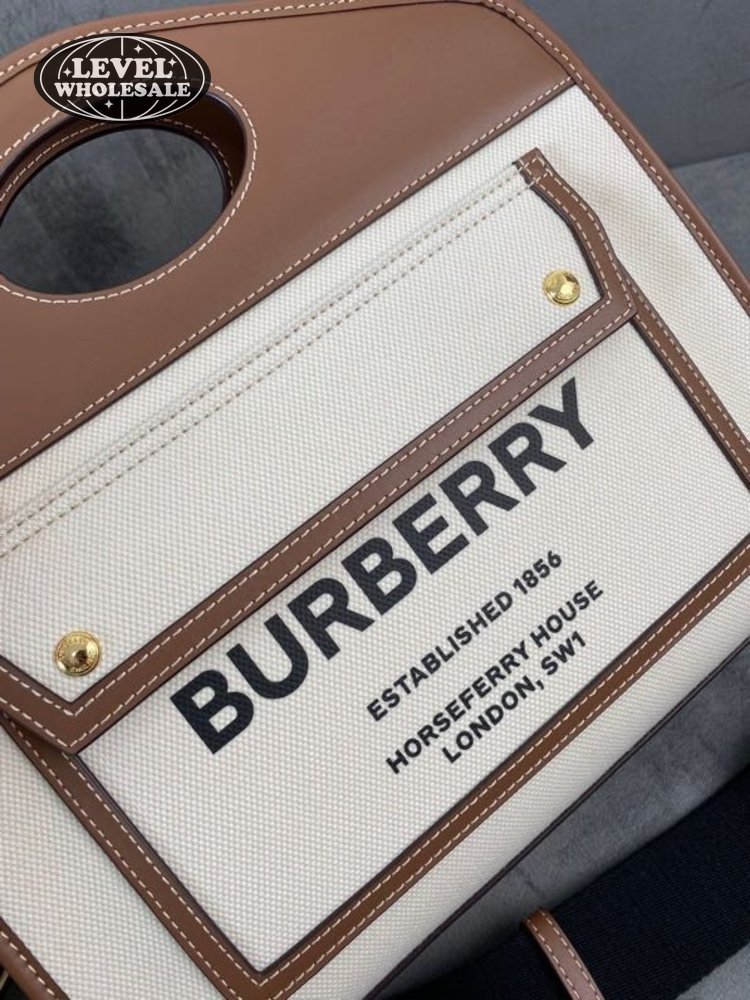 LEVEL
WHOLESALE
BURBERRY
ESTABLISHED 1856
HORSEFERRY HOUSE
LONDON, SW1